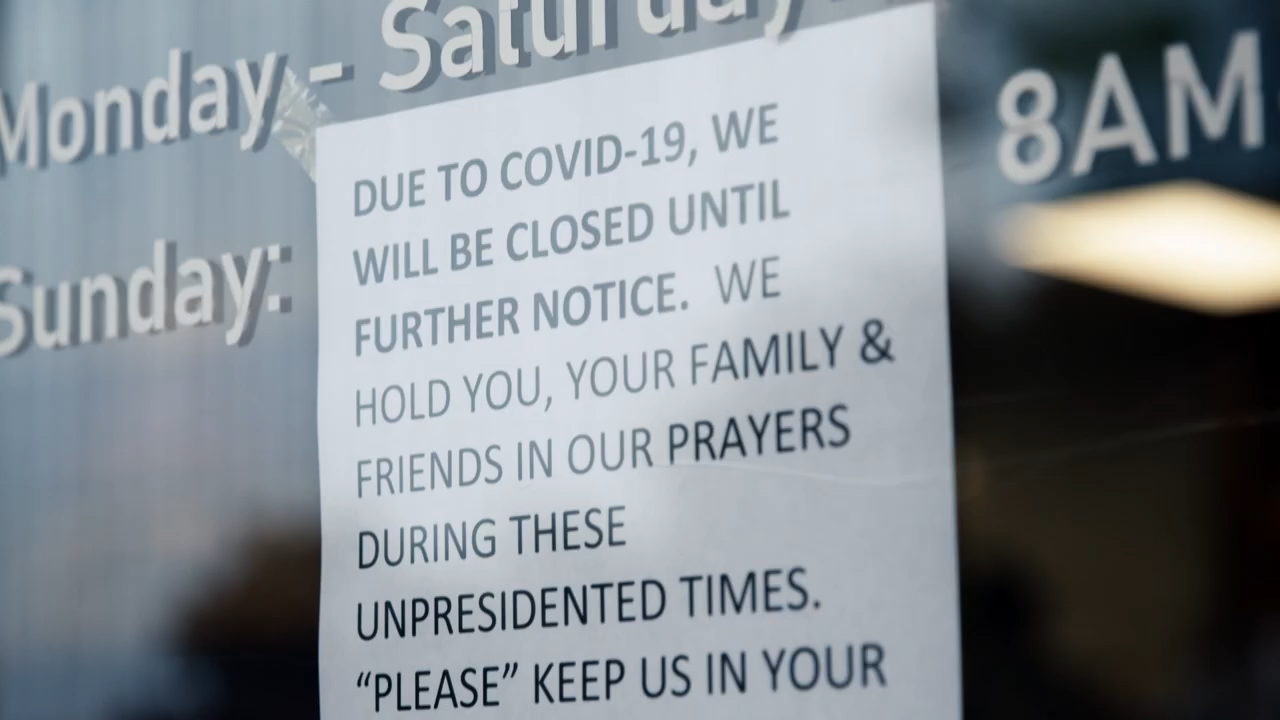 Monday - Saturday
8AM
Sunday:
DUE TO COVID-19, WE
WILL BE CLOSED UNTIL
FURTHER NOTICE. WE
HOLD YOU, YOUR FAMILY &
FRIENDS IN OUR PRAYERS
DURING THESE
UNPRESIDENTED TIMES.
“PLEASE” KEEP US IN YOUR